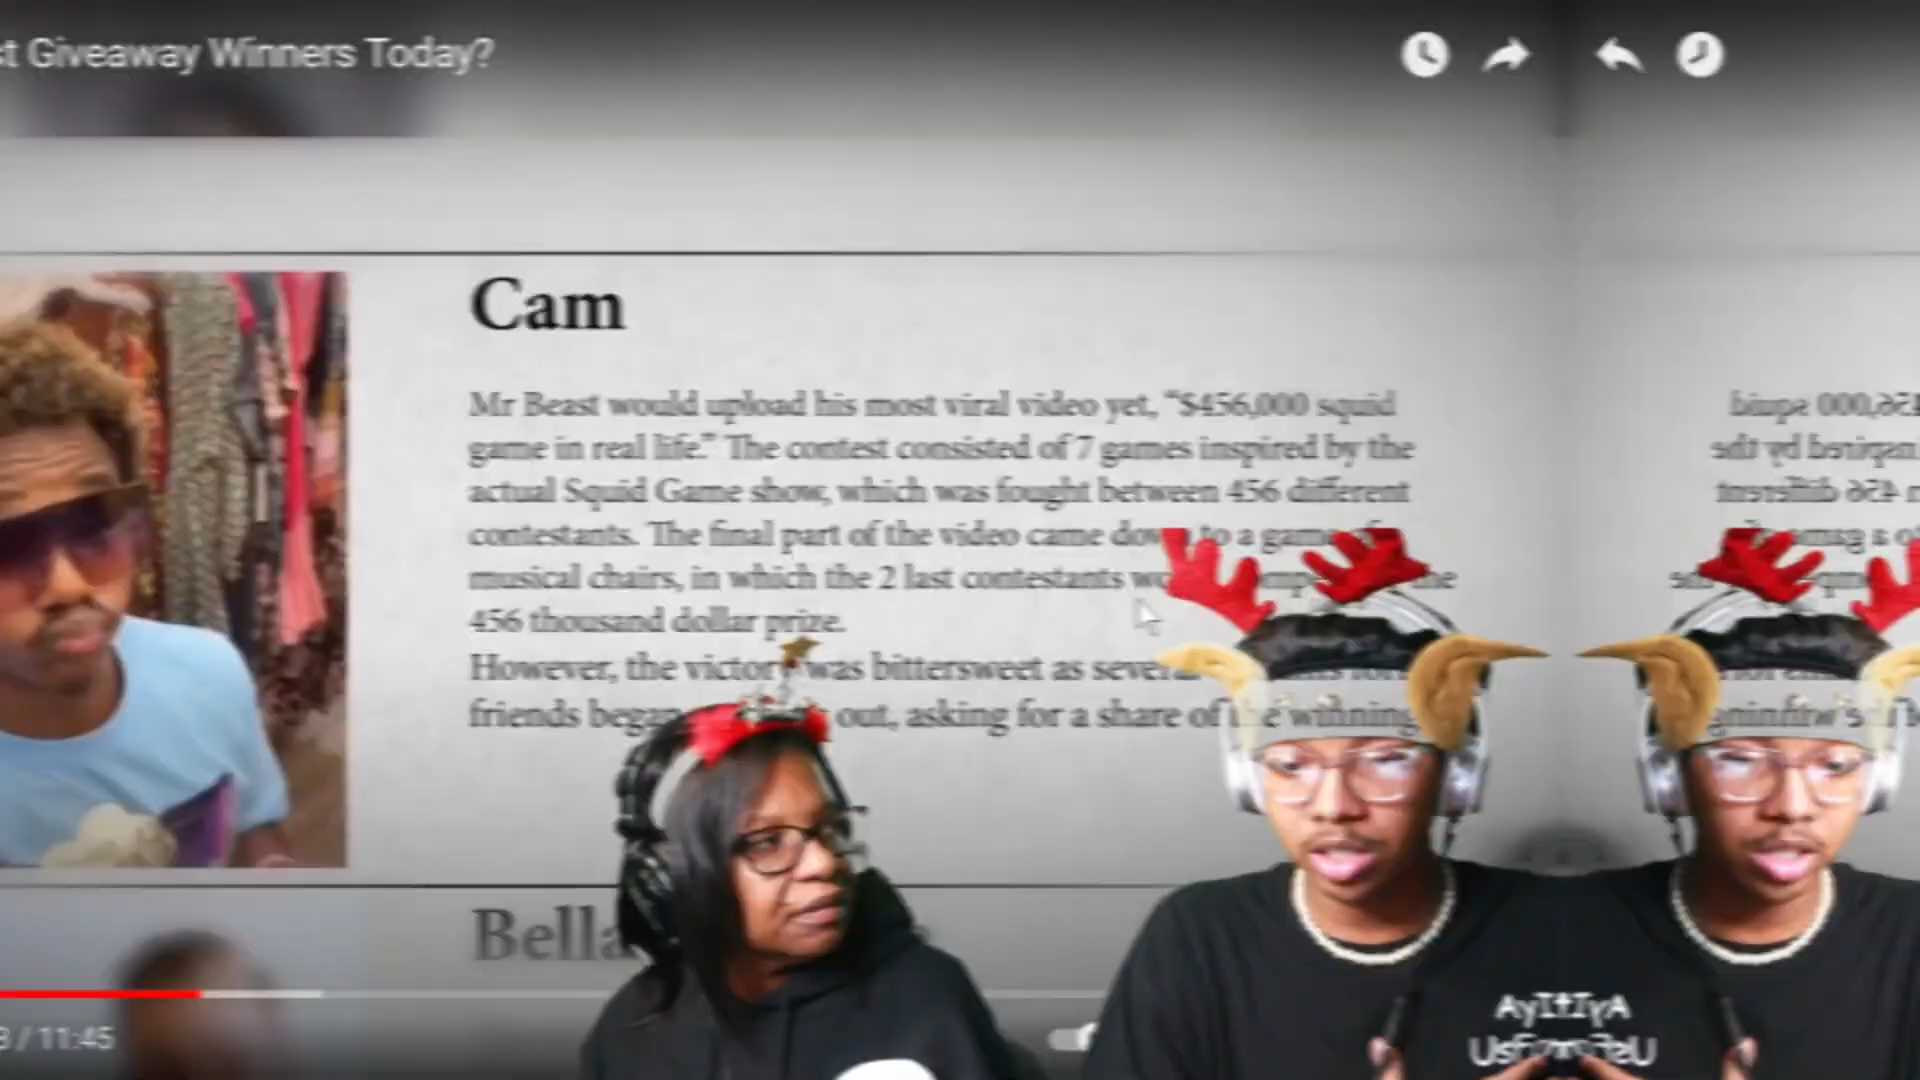 st Giveaway Winners Today?
Cam
Mr Beast would upload his most viral video yet, “$456,000 squid
game in real life.” The contest consisted of 7 games inspired by the
actual Squid Game show, which was fought between 456 different
contestants. The final part of the video came down to a game
musical chairs, in which the 2 last contestants
456 thousand dollar prize.
However, the victory was bittersweet as several
friends began out, asking for a share of the winning
Bella
/ 11:45